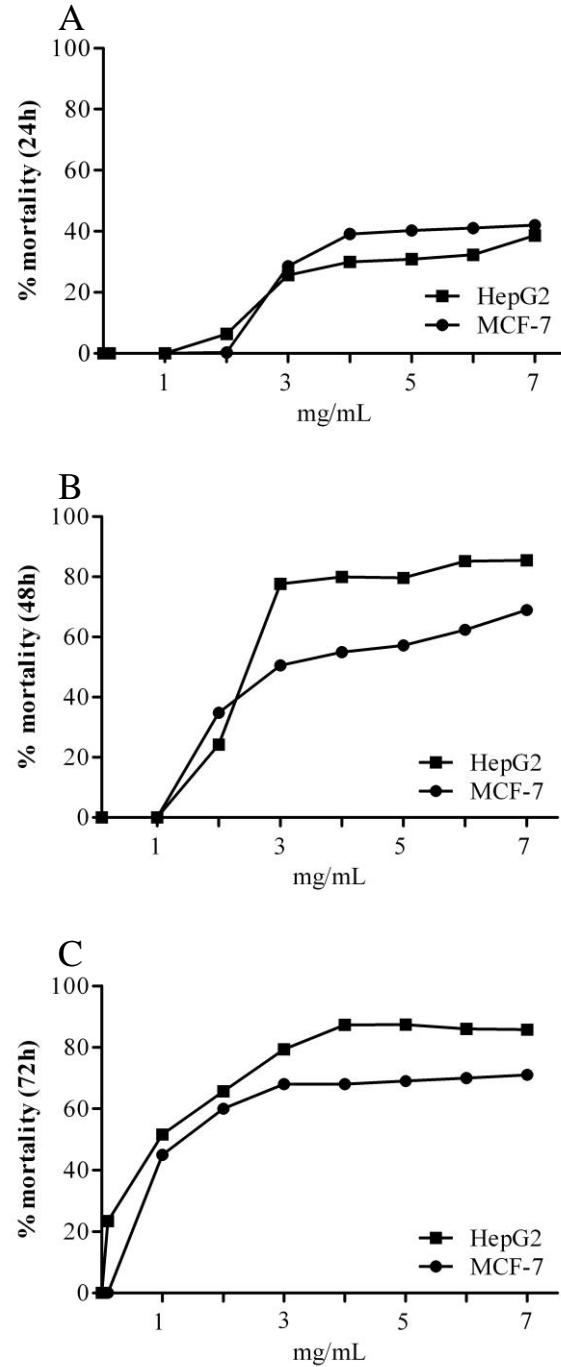 A
% mortality (24h)
100
80
60
40
20
0
HepG2
MCF-7
1 3 5 7
mg/mL
B
% mortality (48h)
100
80
60
40
20
0
HepG2
MCF-7
1 3 5 7
mg/mL
C
% mortality (72h)
100
80
60
40
20
0
HepG2
MCF-7
1 3 5 7
mg/mL